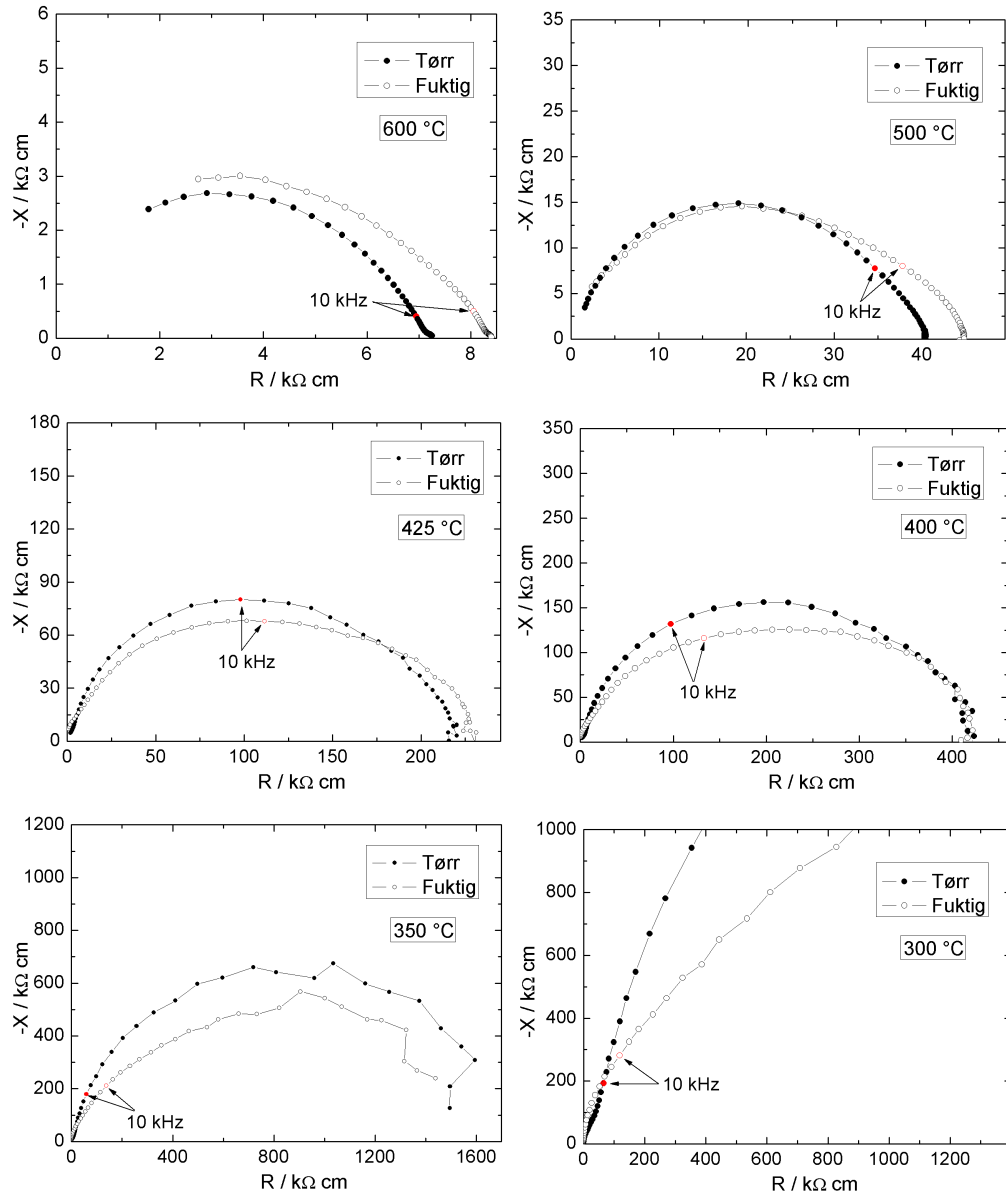 6
5
4
3
2
1
0
0
2
4
6
8
-X / kΩ cm
R / kΩ cm
Tørr
Fuktig
600 °C
10 kHz
35
30
25
20
15
10
5
0
0
10
20
30
40
-X / kΩ cm
R / kΩ cm
Tørr
Fuktig
500 °C
10 kHz
180
150
120
90
60
30
0
0
50
100
150
200
-X / kΩ cm
R / kΩ cm
Tørr
Fuktig
425 °C
10 kHz
350
300
250
200
150
100
50
0
0
100
200
300
400
-X / kΩ cm
R / kΩ cm
Tørr
Fuktig
400 °C
10 kHz
1200
1000
800
600
400
200
0
0
400
800
1200
1600
-X / kΩ cm
R / kΩ cm
Tørr
Fuktig
350 °C
10 kHz
1000
800
600
400
200
0
0
200
400
600
800
1000
1200
-X / kΩ cm
R / kΩ cm
Tørr
Fuktig
300 °C
10 kHz